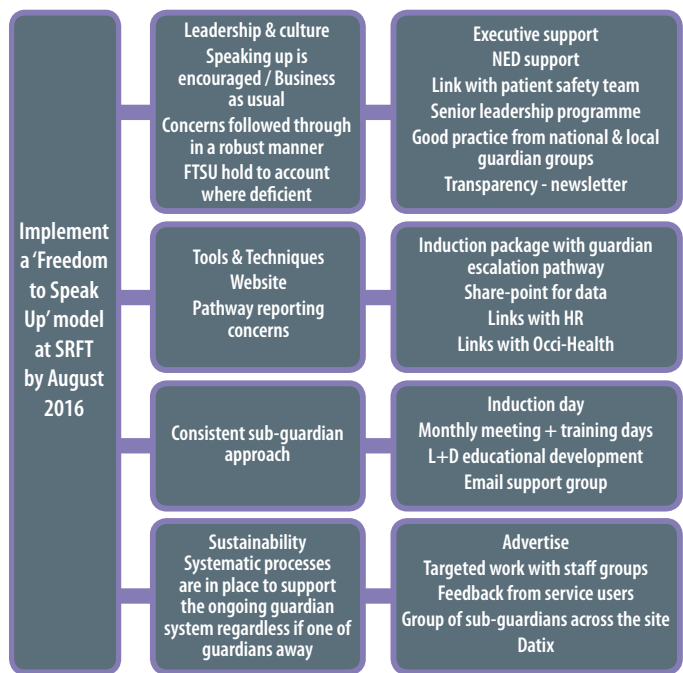 Implement
a ‘Freedom
to Speak
Up’ model
at SRFT
by August
2016
Leadership & culture
Speaking up is
encouraged / Business
as usual
Concerns followed through
in a robust manner
FTSU hold to account
where deficient
Executive support
NED support
Link with patient safety team
Senior leadership programme
Good practice from national & local
guardian groups
Transparency - newsletter
Tools & Techniques
Website
Pathway reporting
concerns
Induction package with guardian
escalation pathway
Share-point for data
Links with HR
Links with Occi-Health
Consistent sub-guardian
approach
Induction day
Monthly meeting + training days
L+D educational development
Email support group
Sustainability
Systematic processes
are in place to support
the ongoing guardian
system regardless if one of
guardians away
Advertise
Targeted work with staff groups
Feedback from service users
Group of sub-guardians across the site
Datix